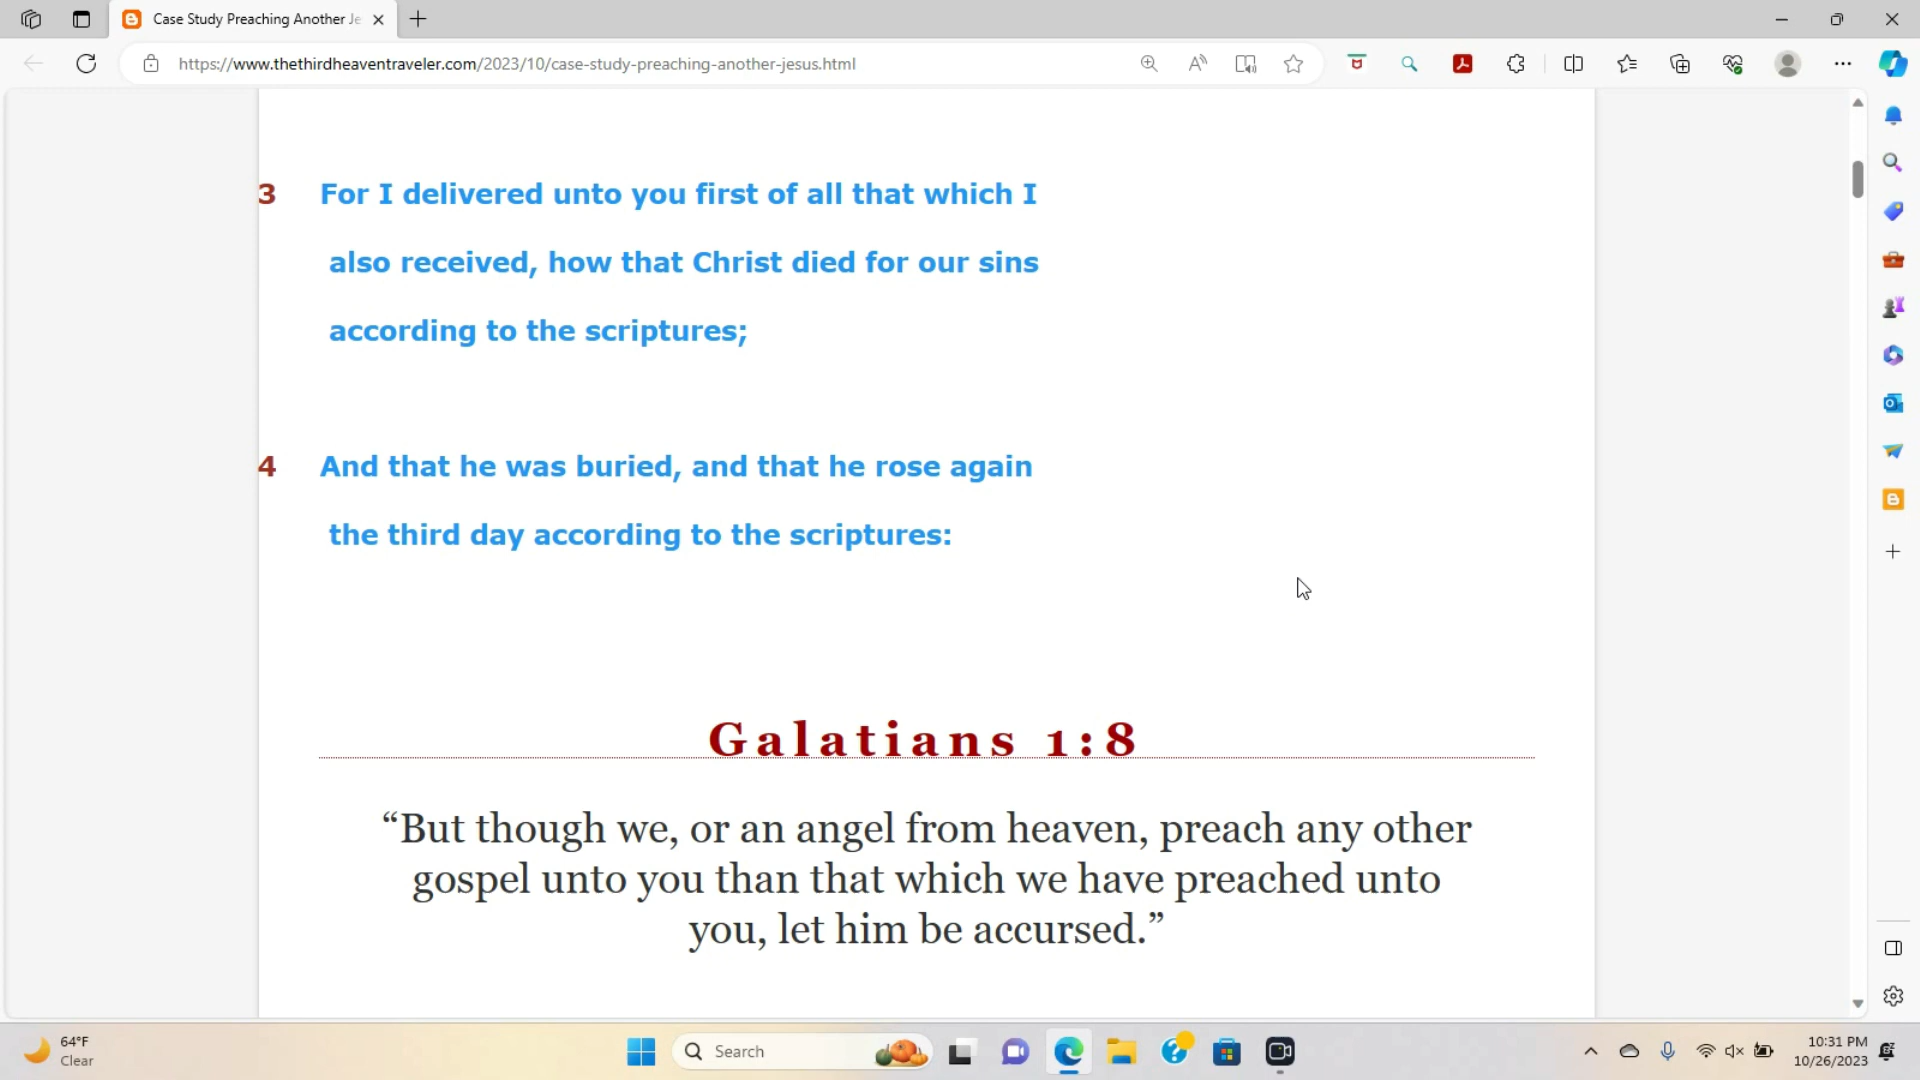 Case Study Preaching Another Je
https://www.thethirdheaventraveler.com/2023/10/case-study-preaching-another-jesus.html
3 For I delivered unto you first of all that which I
also received, how that Christ died for our sins
according to the scriptures;
4 And that he was buried, and that he rose again
the third day according to the scriptures:
Galatians 1:8
“But though we, or an angel from heaven, preach any other
gospel unto you than that which we have preached unto
you, let him be accursed.”
64°F
Clear
Search
10:31 PM
10/26/2023